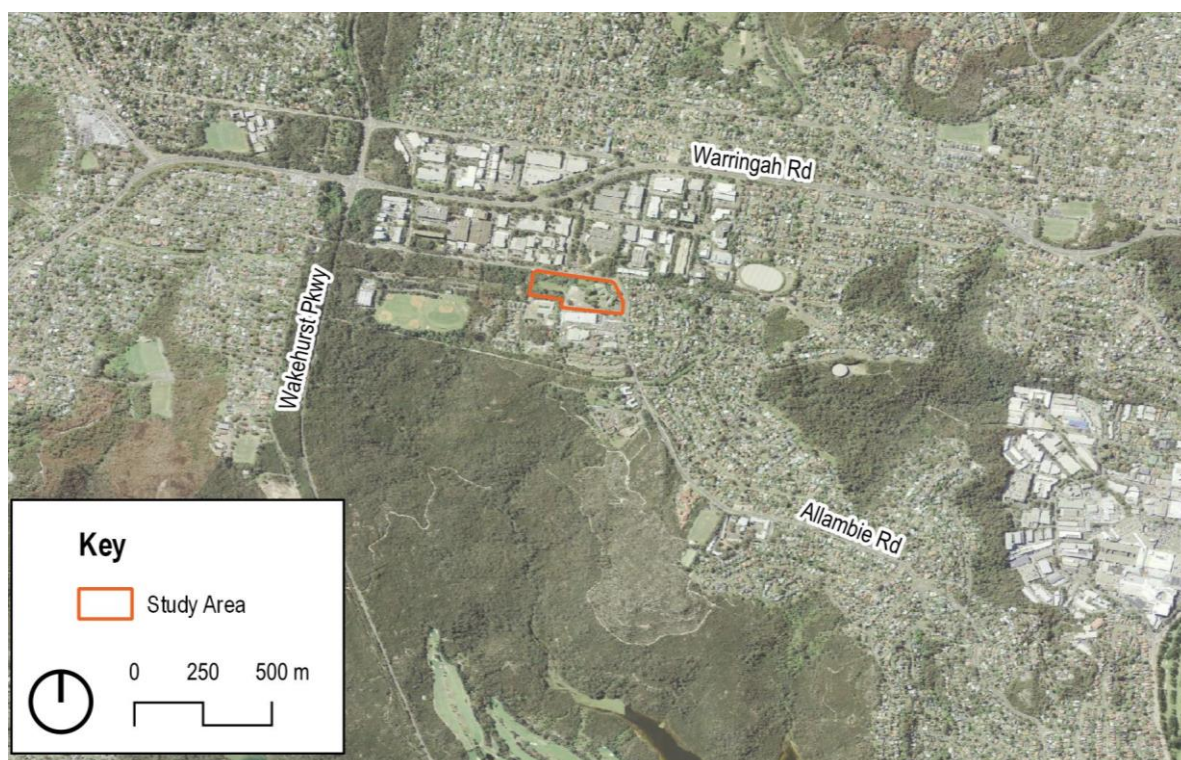 Warringah Rd
Wakehurst Pkwy
Allambie Rd
Key
Study Area
0 250 500 m